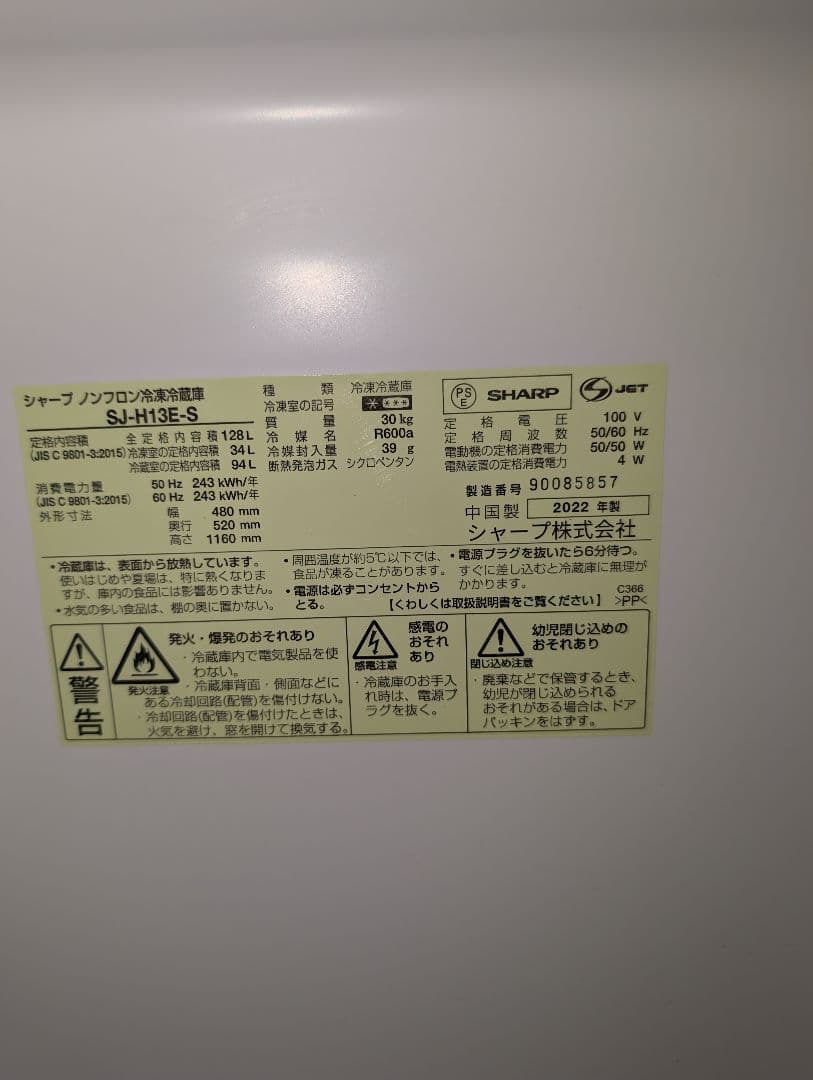 シャープ ノンフロン冷凍冷蔵庫
SJ-H13E-S
定格内容積 全定格内容積 128L
(JIS C 9801-3:2015) 冷凍室の定格内容積 34L
冷蔵室の定格内容積 94L
消費電力量 50 Hz 243 kWh/年
(JIS C 9801-3:2015) 60 Hz 243 kWh/年
外形寸法 幅 480 mm
奥行 520 mm
高さ 1160 mm
種類 冷凍冷蔵庫
冷凍室の記号
質量 30 kg
冷媒名 R600a
冷媒封入量 39 g
断熱発泡ガス シクロペンタン
PS E SHARP JET
定格電圧 100 V
定格周波数 50/60 Hz
電動機の定格消費電力 50/50 W
電熱装置の定格消費電力 4 W
製造番号 90085857
中国製 2022 年製
シャープ株式会社
・冷蔵庫は、表面から放熱しています。
使いはじめや夏場は、特に熱くなりま
すが、庫内の食品には影響ありません。
・水気の多い食品は、棚の奥に置かない。
・周囲温度が約5℃以下では、
食品が凍ることがあります。
・電源は必ずコンセントから
とる。
・電源プラグを抜いたら6分待つ。
すぐに差し込むと冷蔵庫に無理が
かかります。
【くわしくは取扱説明書をご覧ください】
C366
>PP<
警告
発火・爆発のおそれあり
発火注意
・冷蔵庫内で電気製品を使
わない。
・冷蔵庫背面・側面などに
ある冷却回路(配管)を傷付けない。
・冷却回路(配管)を傷付けたときは、
火気を避け、窓を開けて換気する。
感電の
おそれ
あり
感電注意
・冷蔵庫のお手入
れ時は、電源プ
ラグを抜く。
幼児閉じ込めの
おそれあり
閉じ込め注意
・廃棄などで保管するとき、
幼児が閉じ込められる
おそれがある場合は、ドア
パッキンをはずす。